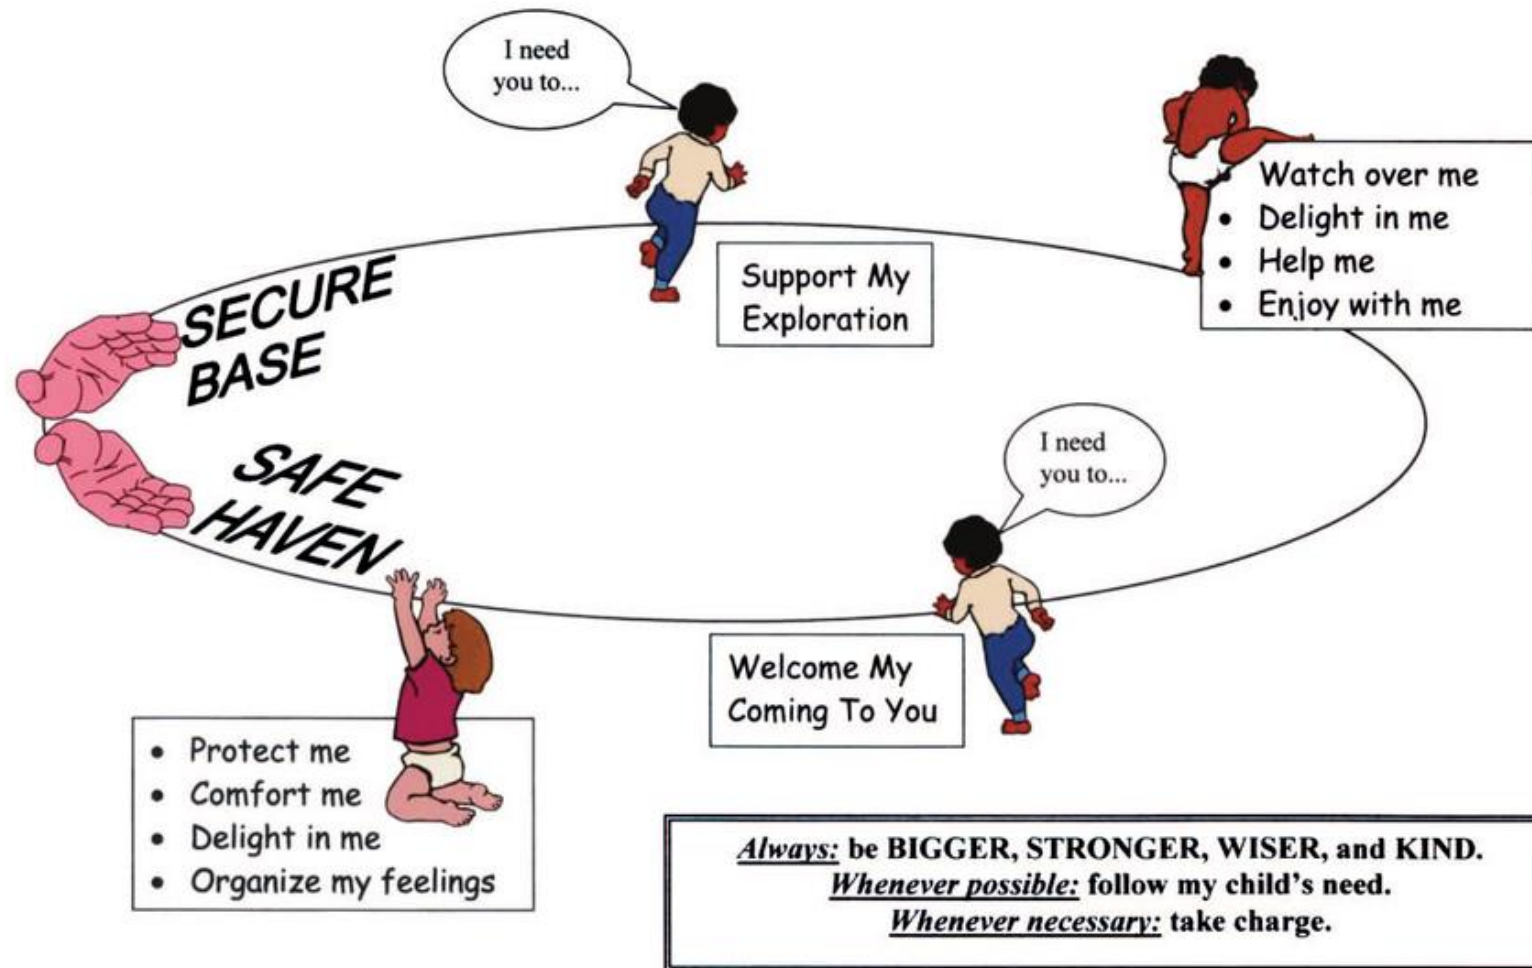 I need
you to...
Watch over me
• Delight in me
• Help me
• Enjoy with me
Support My
Exploration
SECURE
BASE
SAFE
HAVEN
I need
you to...
Welcome My
Coming To You
• Protect me
• Comfort me
• Delight in me
• Organize my feelings
Always: be BIGGER, STRONGER, WISER, and KIND.
Whenever possible: follow my child's need.
Whenever necessary: take charge.